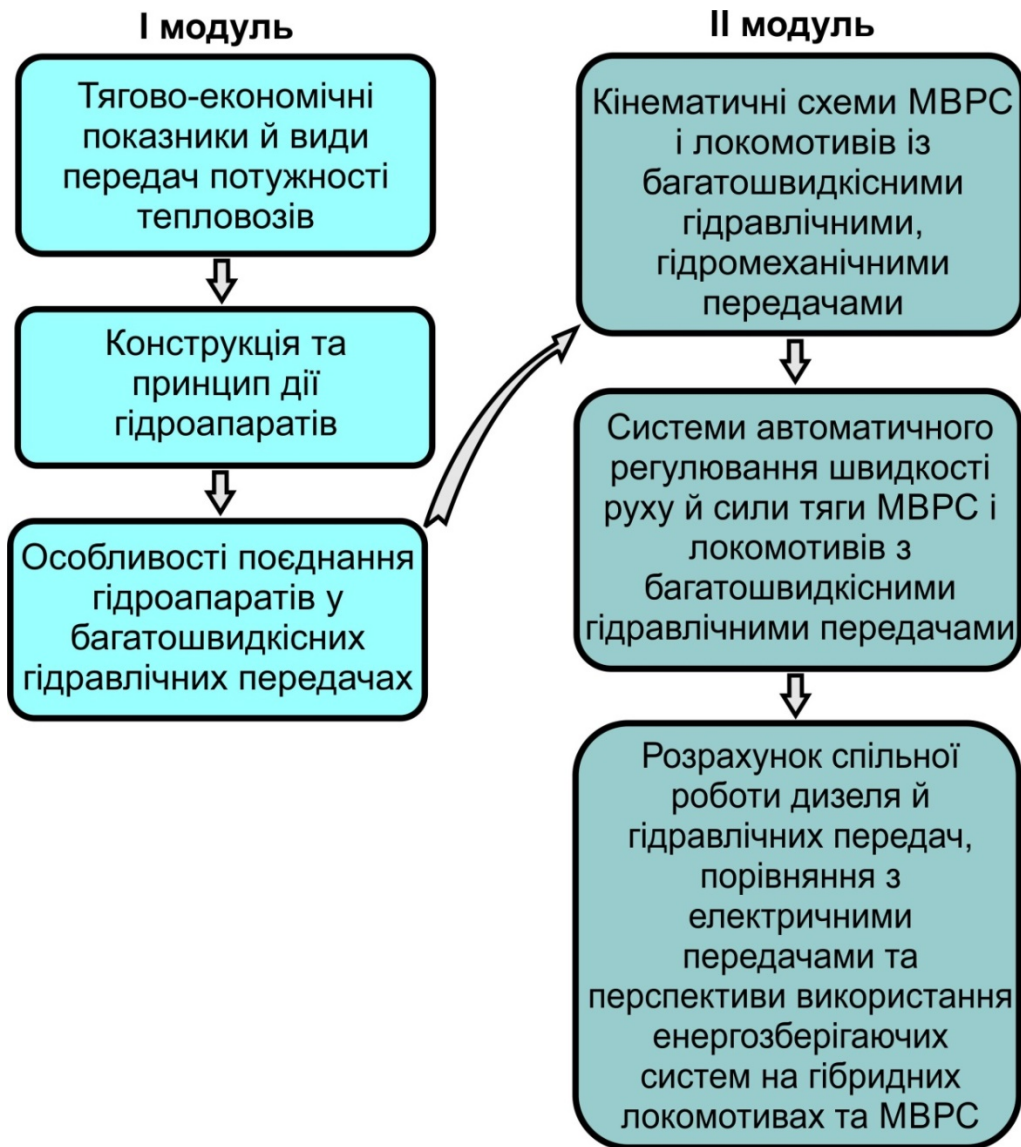 І модуль
Тягово-економічні
показники й види
передач потужності
тепловозів
Конструкція та
принцип дії
гідроапаратів
Особливості поєднання
гідроапаратів у
багатошвидкісних
гідравлічних передачах
ІІ модуль
Кінематичні схеми МВРС
і локомотивів із
багатошвидкісними
гідравлічними,
гідромеханічними
передачами
Системи автоматичного
регулювання швидкості
руху й сили тяги МВРС і
локомотивів з
багатошвидкісними
гідравлічними передачами
Розрахунок спільної
роботи дизеля й
гідравлічних передач,
порівняння з
електричними
передачами та
перспективи використання
енергозберігаючих
систем на гібридних
локомотивах та МВРС